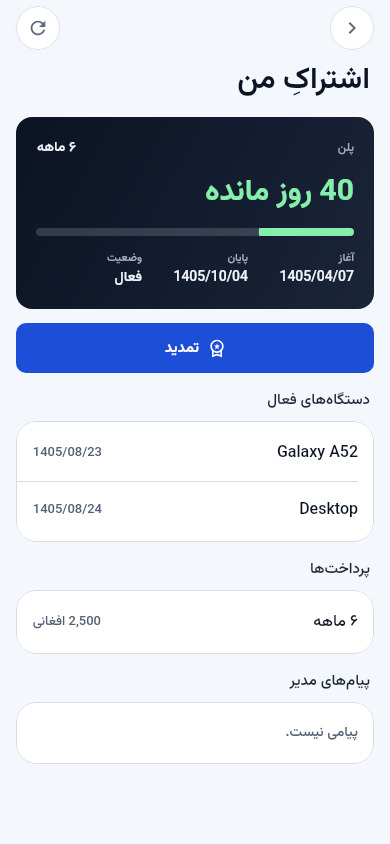 اشتراکِ من
پلن
۶ ماهه
40 روز مانده
آغاز
پایان
وضعیت
1405/04/07
1405/10/04
فعال
تمدید
دستگاه‌های فعال
Galaxy A52
1405/08/23
Desktop
1405/08/24
پرداخت‌ها
۶ ماهه
2,500 افغانی
پیام‌های مدیر
پیامی نیست.